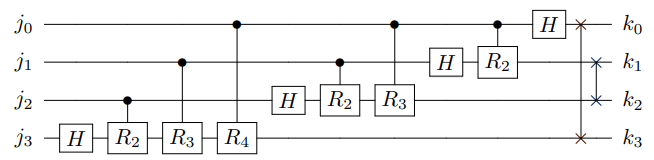 j₀ H k₀
j₁ H R₂ k₁
j₂ H R₂ R₃ k₂
j₃ H R₂ R₃ R₄ k₃